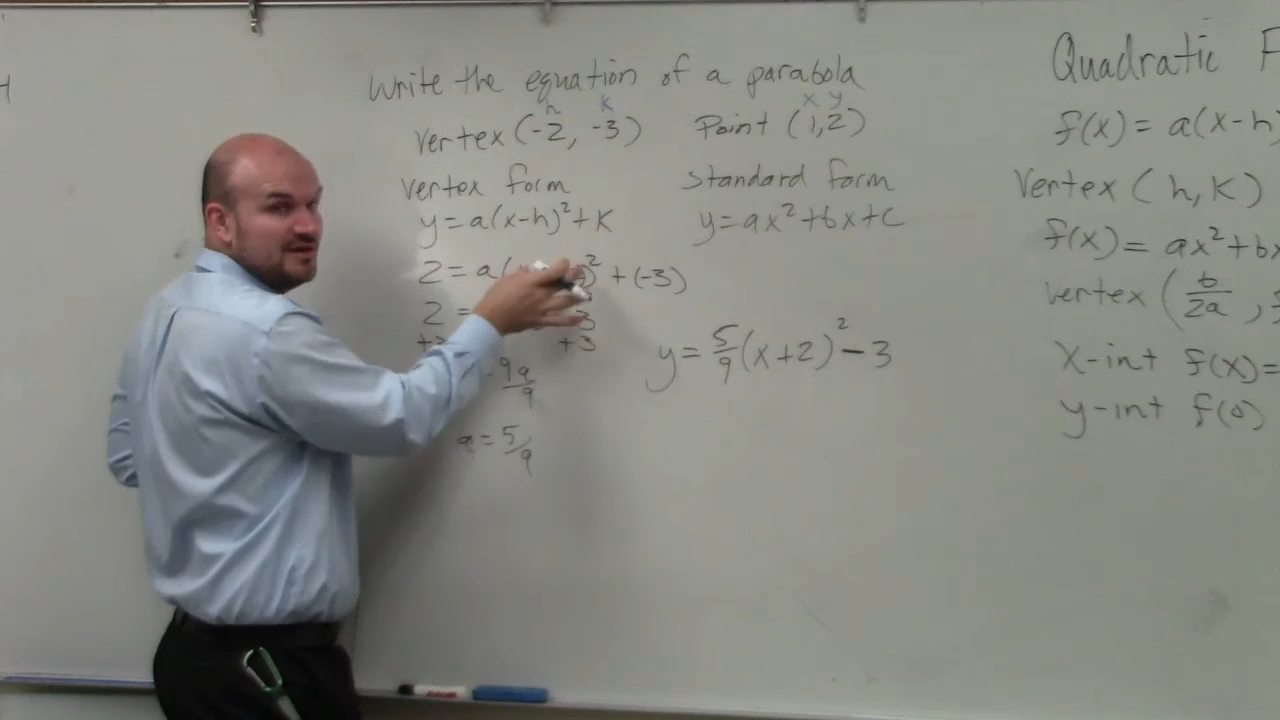 Write the equation of a parabola
h k x y
Vertex (-2, -3) Point (1,2)
Vertex form Standard form
y=a(x-h)²+K y=ax²+bx+c
2=a( )²+(-3)
2= 3
+3 +3
9a/9
a=5/9
y=5/9(x+2)²-3
Quadratic F
f(x)=a(x-h
Vertex (h,K)
f(x)=ax²+bx
vertex (b/2a,
X-int f(x)=
y-int f(0)